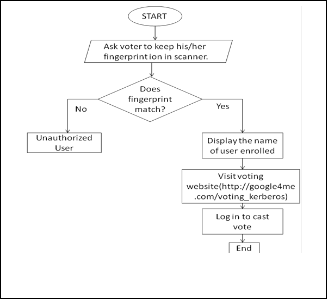 START
Ask voter to keep his/her
fingerprint ion in scanner.
Does
fingerprint
match?
No
Yes
Unauthorized
User
Display the name
of user enrolled
Visit voting
website(http://google4me
.com/voting_kerberos)
Log in to cast
vote
End